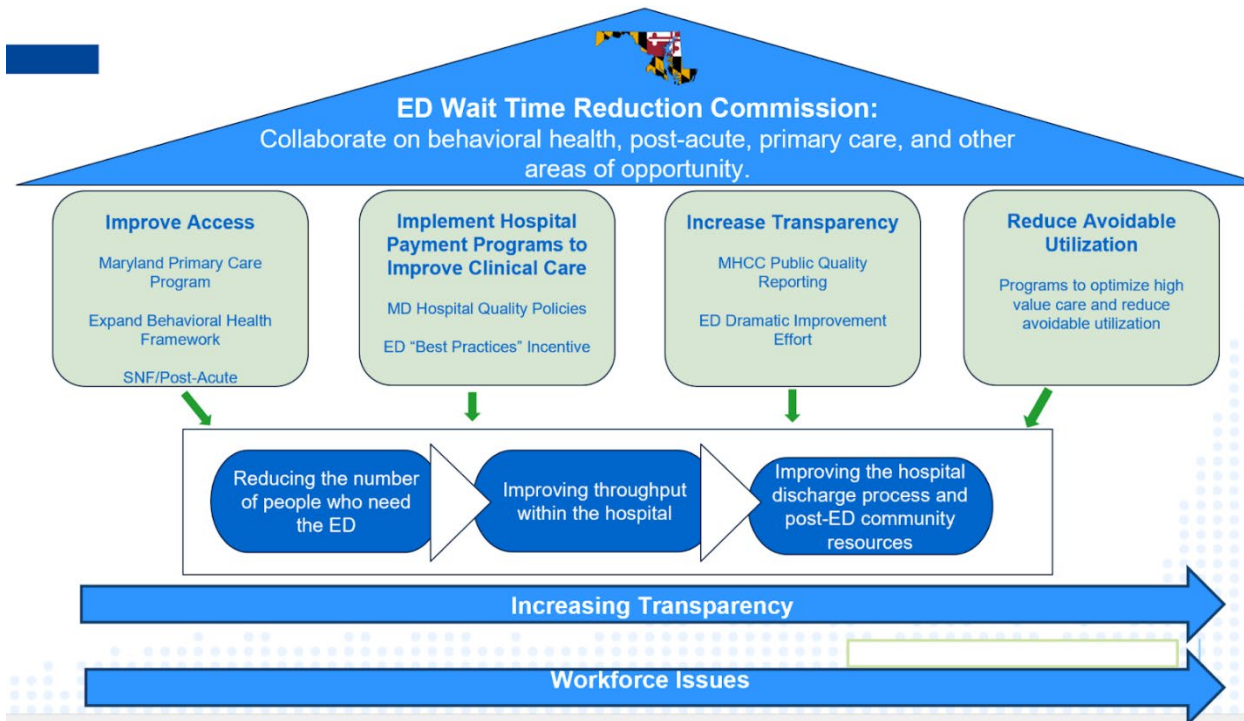 ED Wait Time Reduction Commission:
Collaborate on behavioral health, post-acute, primary care, and other
areas of opportunity.
Improve Access
Maryland Primary Care
Program
Expand Behavioral Health
Framework
SNF/Post-Acute
Implement Hospital
Payment Programs to
Improve Clinical Care
MD Hospital Quality Policies
ED “Best Practices” Incentive
Increase Transparency
MHCC Public Quality
Reporting
ED Dramatic Improvement
Effort
Reduce Avoidable
Utilization
Programs to optimize high
value care and reduce
avoidable utilization
Reducing the number
of people who need
the ED
Improving throughput
within the hospital
Improving the hospital
discharge process and
post-ED community
resources
Increasing Transparency
Workforce Issues